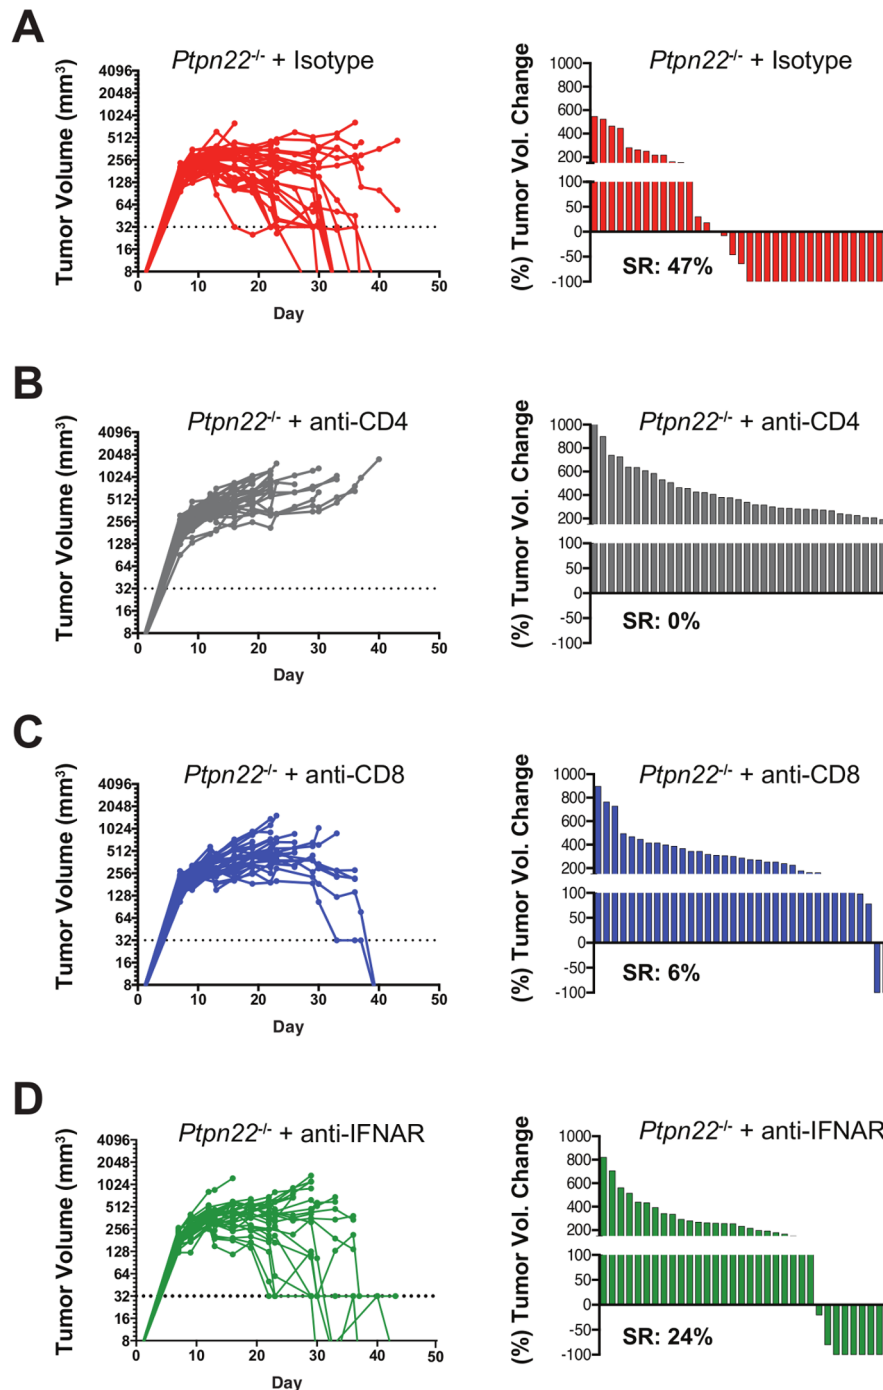 A
Ptpn22-/- + Isotype
Tumor Volume (mm³)
4096
2048
1024
512
256
128
64
32
16
8
0 10 20 30 40 50
Day
Ptpn22-/- + Isotype
(%) Tumor Vol. Change
1000
800
600
400
200
100
50
0
-50
-100
SR: 47%
B
Ptpn22-/- + anti-CD4
Tumor Volume (mm³)
4096
2048
1024
512
256
128
64
32
16
8
0 10 20 30 40 50
Day
Ptpn22-/- + anti-CD4
(%) Tumor Vol. Change
1000
800
600
400
200
100
50
0
-50
-100
SR: 0%
C
Ptpn22-/- + anti-CD8
Tumor Volume (mm³)
4096
2048
1024
512
256
128
64
32
16
8
0 10 20 30 40 50
Day
Ptpn22-/- + anti-CD8
(%) Tumor Vol. Change
1000
800
600
400
200
100
50
0
-50
-100
SR: 6%
D
Ptpn22-/- + anti-IFNAR
Tumor Volume (mm³)
4096
2048
1024
512
256
128
64
32
16
8
0 10 20 30 40 50
Day
Ptpn22-/- + anti-IFNAR
(%) Tumor Vol. Change
1000
800
600
400
200
100
50
0
-50
-100
SR: 24%